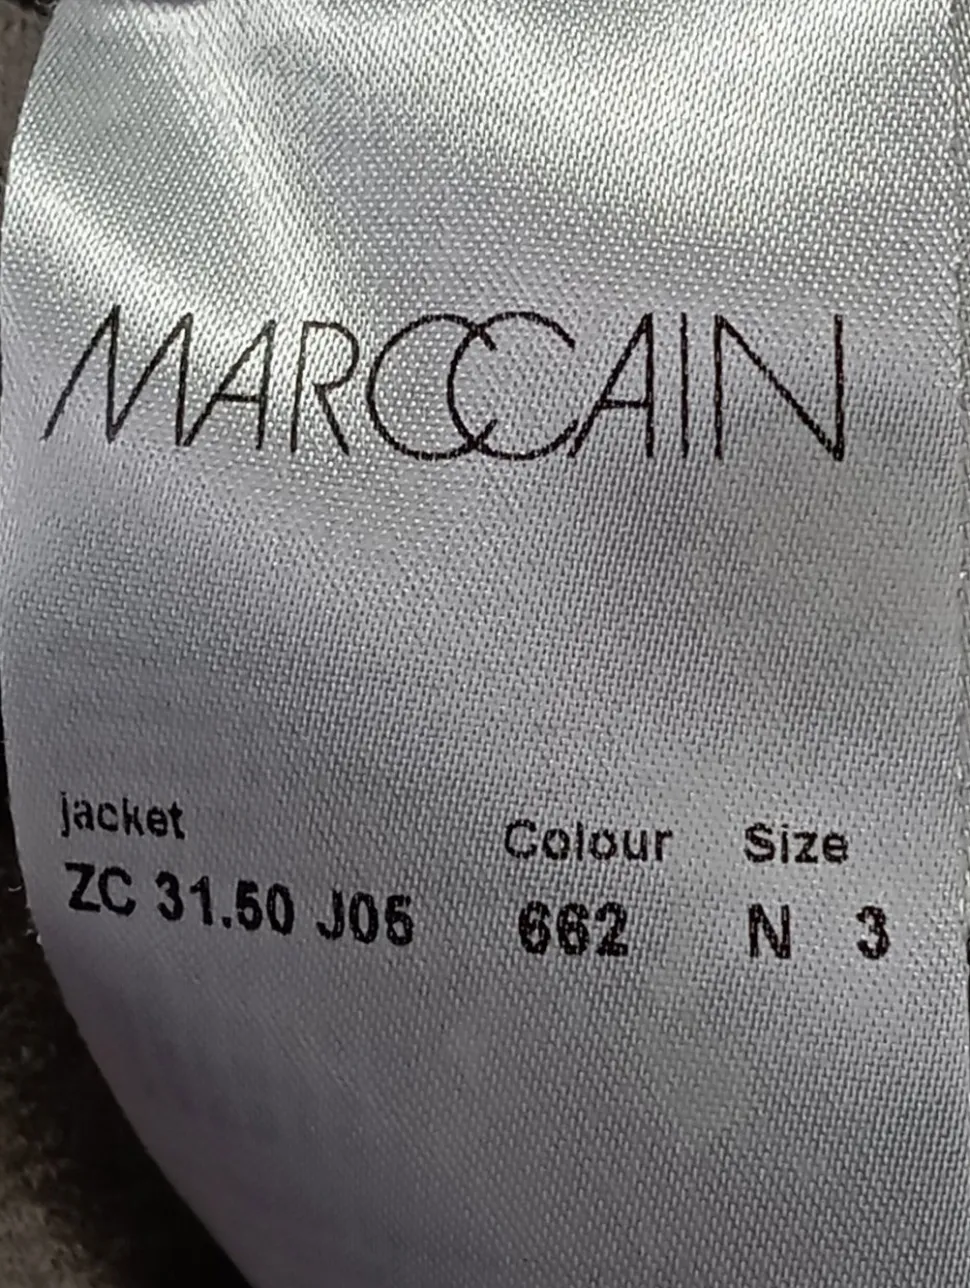 MARCCAIN
jacket Colour Size
ZC 31.50 J05 662 N 3